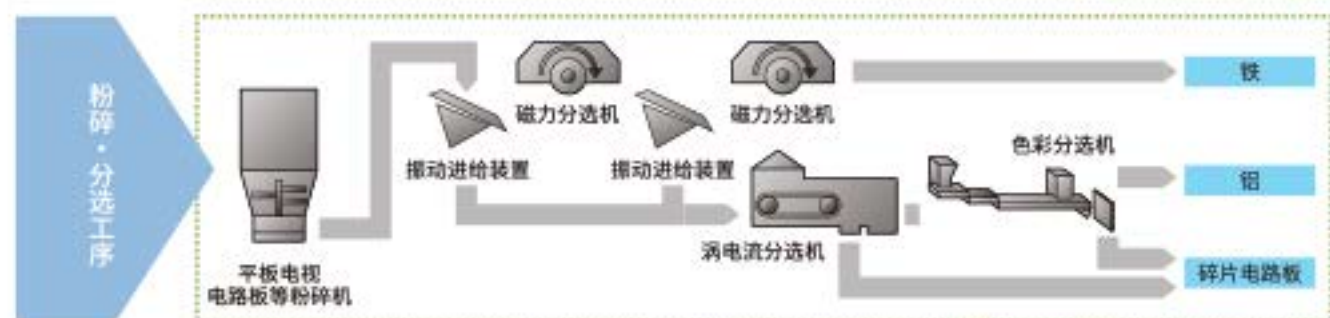 粉碎・分选工序
平板电视
电路板等粉碎机
振动进给装置
磁力分选机
振动进给装置
磁力分选机
涡电流分选机
色彩分选机
铁
铝
碎片电路板